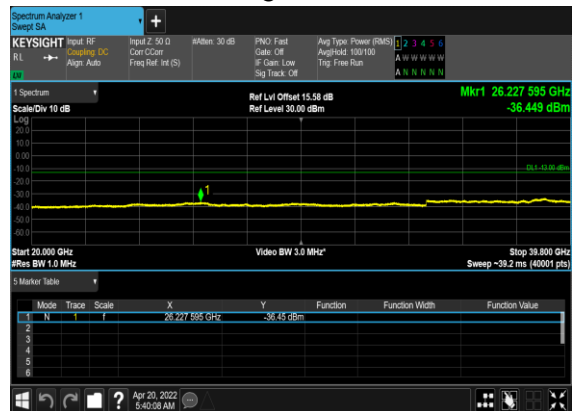 Spectrum Analyzer 1
Swept SA
+
KEYSIGHT Input: RF Input Z: 50 Ω #Atten: 30 dB PNO: Fast Avg Type: Power (RMS) 1 2 3 4 5 6
RL Coupling: DC Corr CCorr Gate: Off Avg|Hold: 100/100 A W W W W W
Align: Auto Freq Ref: Int (S) IF Gain: Low Trig: Free Run
Sig Track: Off A N N N N N
LXI
1 Spectrum Ref Lvl Offset 15.58 dB Mkr1 26.227 595 GHz
Scale/Div 10 dB Ref Level 30.00 dBm -36.449 dBm
Log
20.0
10.0
0.00
-10.0 DL1 -13.00 dBm
-20.0
-30.0 1
-40.0
-50.0
-60.0
Start 20.000 GHz Video BW 3.0 MHz* Stop 39.800 GHz
#Res BW 1.0 MHz Sweep ~39.2 ms (40001 pts)
5 Marker Table
Mode Trace Scale X Y Function Function Width Function Value
1 N 1 f 26.227 595 GHz -36.45 dBm
2
3
4
5
6
? Apr 20, 2022
5:40:08 AM